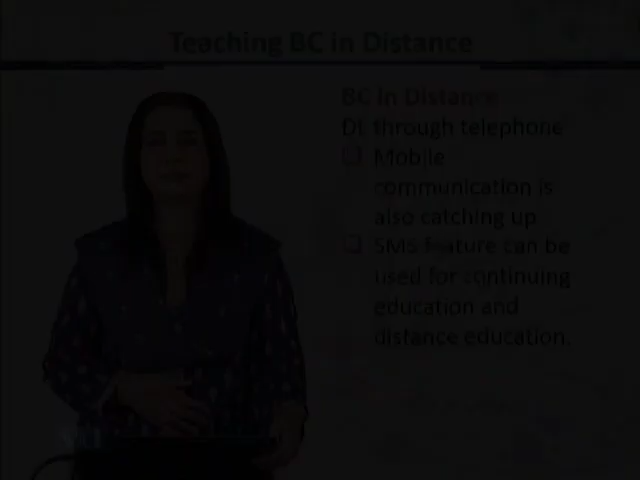 Teaching BC in Distance
BC in Distance
DL through telephone
Mobile
communication is
also catching up
SMS feature can be
used for continuing
education and
distance education.